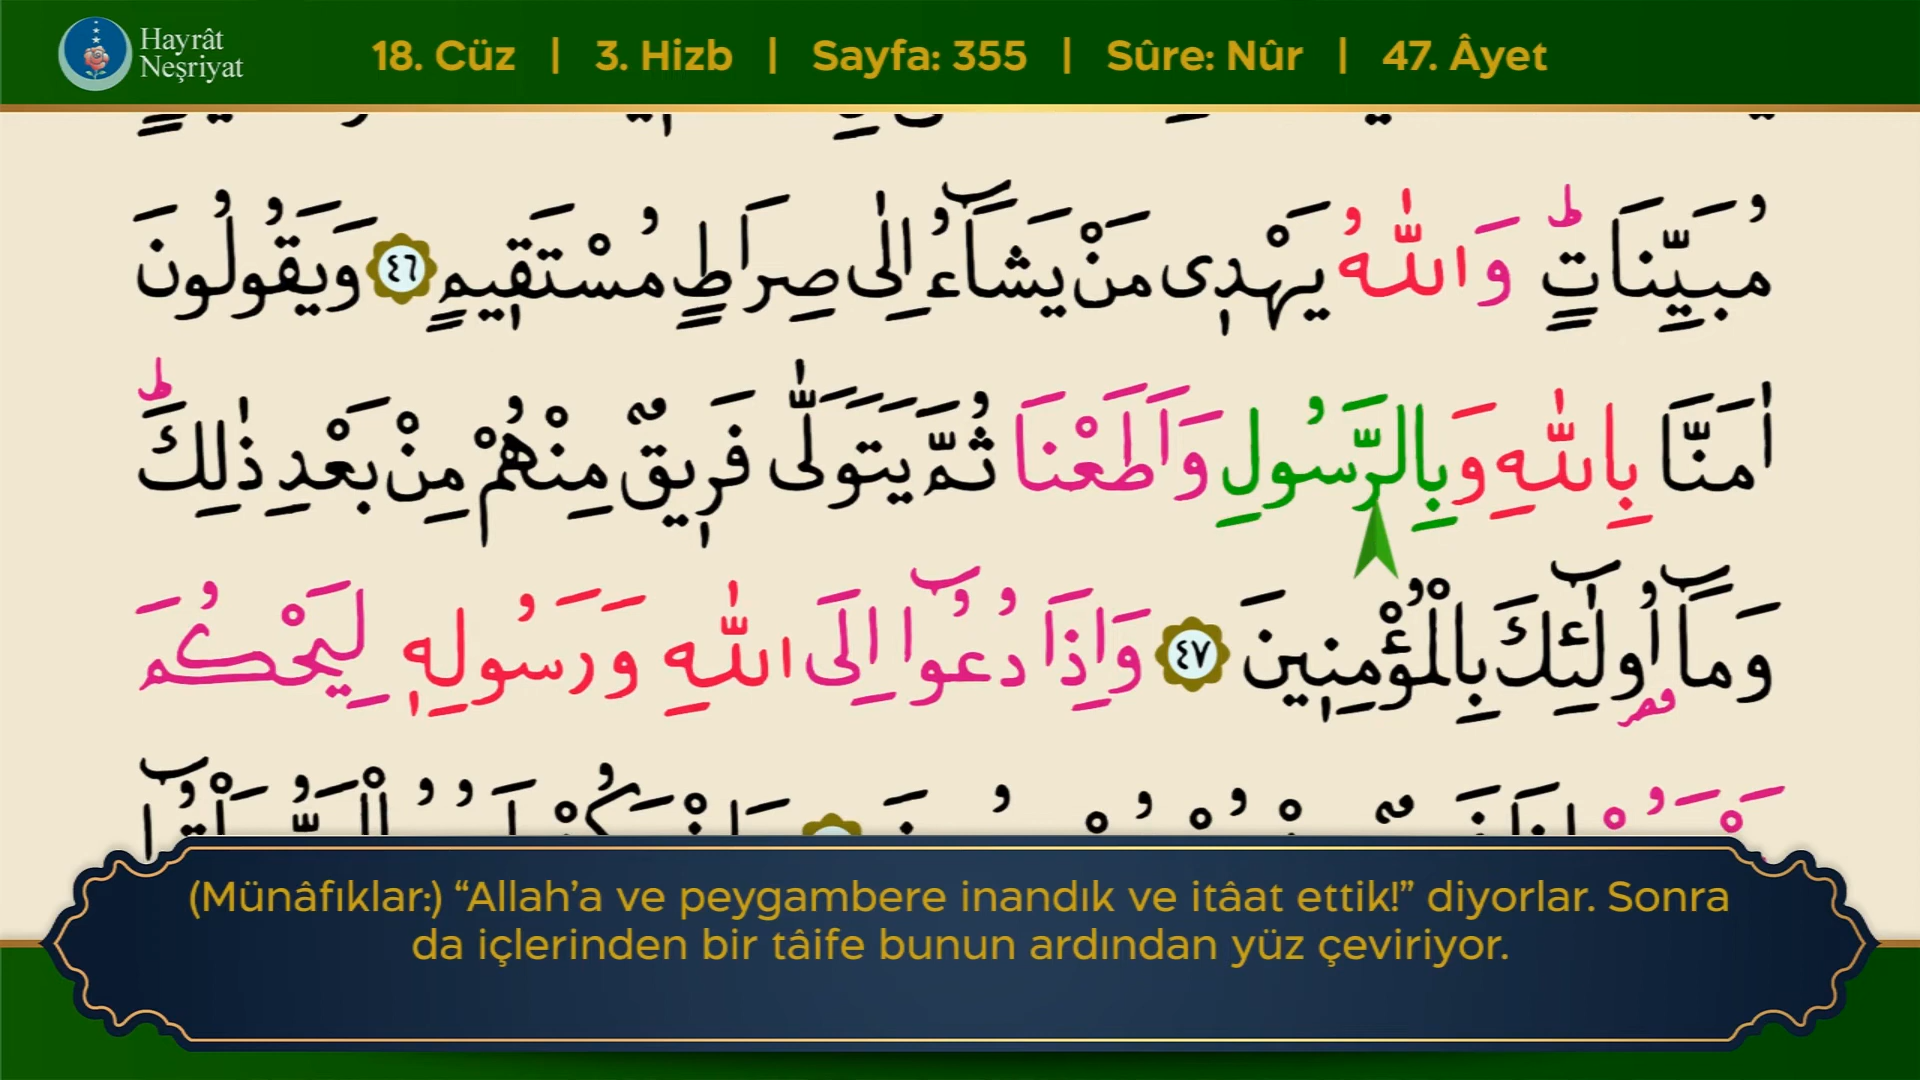 Hayrât
Neşriyat
18. Cüz | 3. Hizb | Sayfa: 355 | Sûre: Nûr | 47. Âyet
مُبَيِّنَاتٍ ط وَاللّٰهُ يَهْدٖى مَنْ يَشَٓاءُ اِلٰى صِرَاطٍ مُسْتَقٖيمٍ ٤٦ وَيَقُولُونَ
اٰمَنَّا بِاللّٰهِ وَبِالرَّسُولِ وَاَطَعْنَا ثُمَّ يَتَوَلّٰى فَرٖيقٌ مِنْهُمْ مِنْ بَعْدِ ذٰلِكَ ط
وَمَٓا اُو۬لٰٓئِكَ بِالْمُؤْمِنٖينَ ٤٧ وَاِذَا دُعُٓوا اِلَى اللّٰهِ وَرَسُولِهٖ لِيَحْكُمَ
(Münâfıklar:) “Allah’a ve peygambere inandık ve itâat ettik!” diyorlar. Sonra
da içlerinden bir tâife bunun ardından yüz çeviriyor.